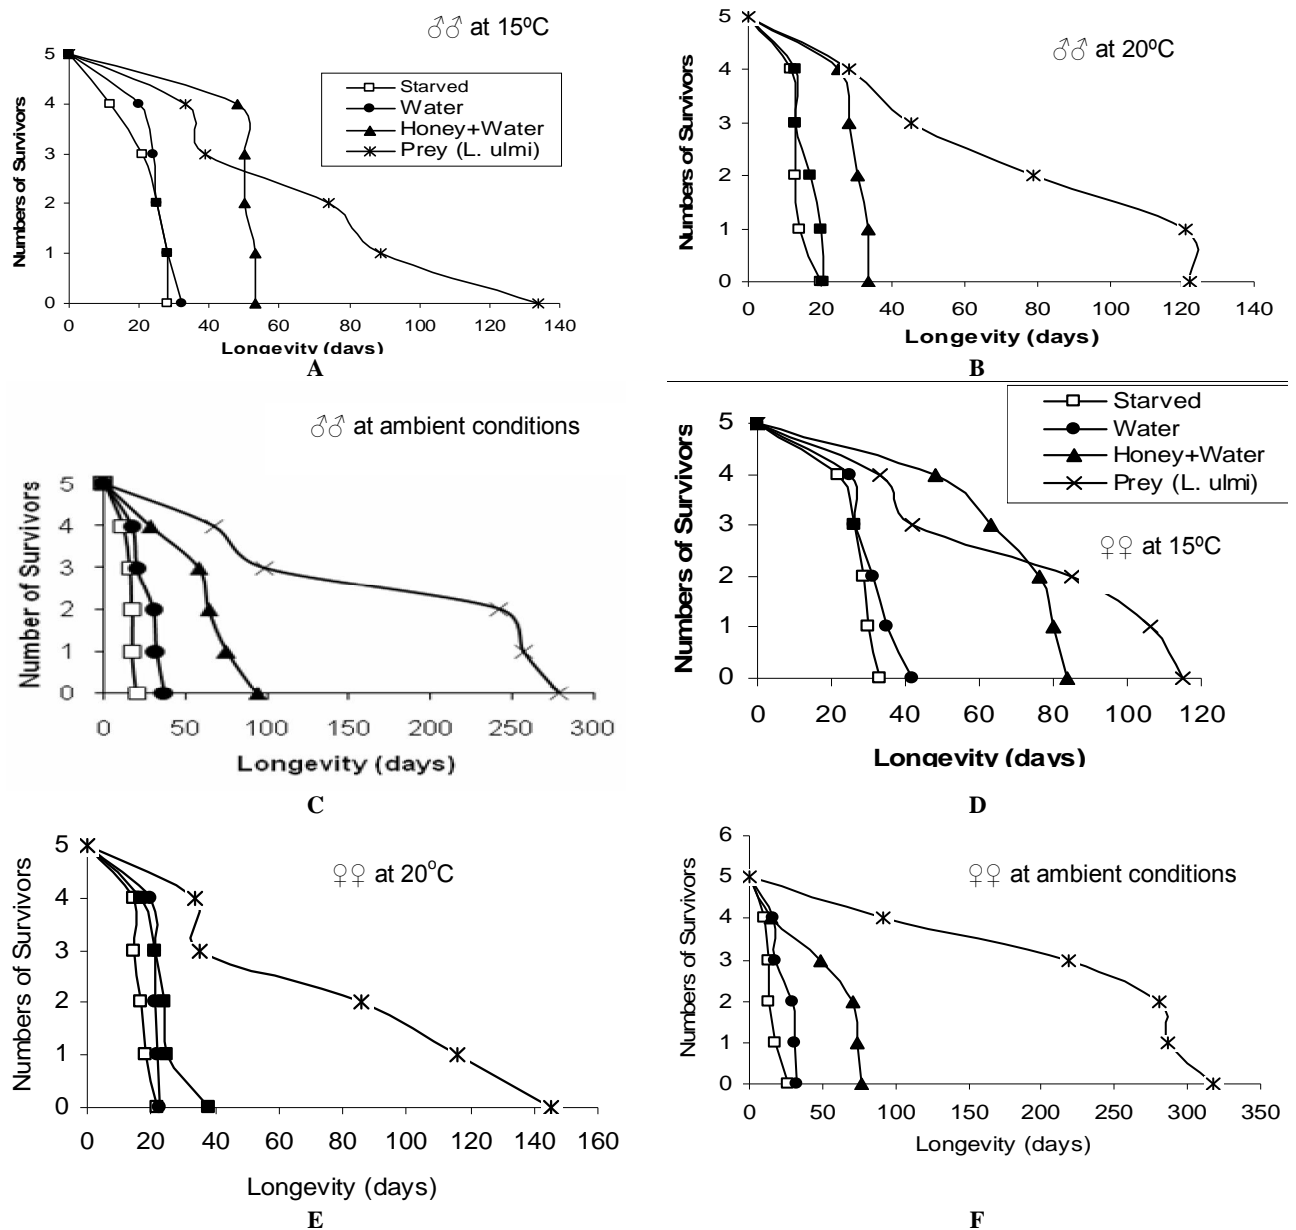 ♂♂ at 15ºC
Numbers of Survivors
5
4
3
2
1
0
Starved
Water
Honey+Water
Prey (L. ulmi)
0 20 40 60 80 100 120 140
Longevity (days)
A
♂♂ at 20ºC
Numbers of Survivors
5
4
3
2
1
0
0 20 40 60 80 100 120 140
Longevity (days)
B
♂♂ at ambient conditions
Number of Survivors
5
4
3
2
1
0
0 50 100 150 200 250 300
Longevity (days)
C
Starved
Water
Honey+Water
Prey (L. ulmi)
♀♀ at 15ºC
Numbers of Survivors
5
4
3
2
1
0
0 20 40 60 80 100 120
Longevity (days)
D
♀♀ at 20°C
Numbers of Survivors
5
4
3
2
1
0
0 20 40 60 80 100 120 140 160
Longevity (days)
E
♀♀ at ambient conditions
Numbers of Survivors
6
5
4
3
2
1
0
0 50 100 150 200 250 300 350
Longevity (days)
F